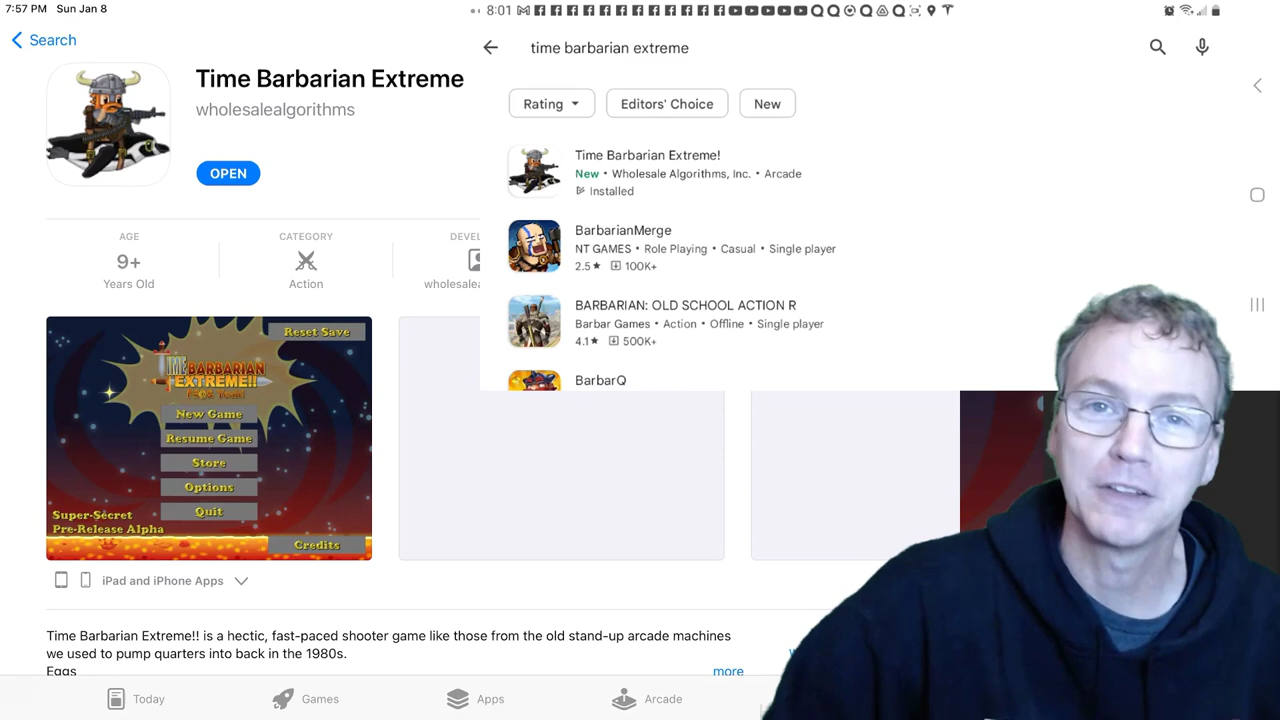 7:57 PM Sun Jan 8
Search
Time Barbarian Extreme
wholesalealgorithms
OPEN
AGE
9+
Years Old
CATEGORY
Action
DEVEL
wholesalea
Reset Save
TIME BARBARIAN
EXTREME!!
New Game
Resume Game
Store
Options
Quit
Super-Secret
Pre-Release Alpha
Credits
iPad and iPhone Apps
Time Barbarian Extreme!! is a hectic, fast-paced shooter game like those from the old stand-up arcade machines
we used to pump quarters into back in the 1980s.
Eggs
more
Today
Games
Apps
Arcade
8:01
time barbarian extreme
Rating
Editors' Choice
New
Time Barbarian Extreme!
New • Wholesale Algorithms, Inc. • Arcade
Installed
BarbarianMerge
NT GAMES • Role Playing • Casual • Single player
2.5★ 100K+
BARBARIAN: OLD SCHOOL ACTION R
Barbar Games • Action • Offline • Single player
4.1★ 500K+
BarbarQ